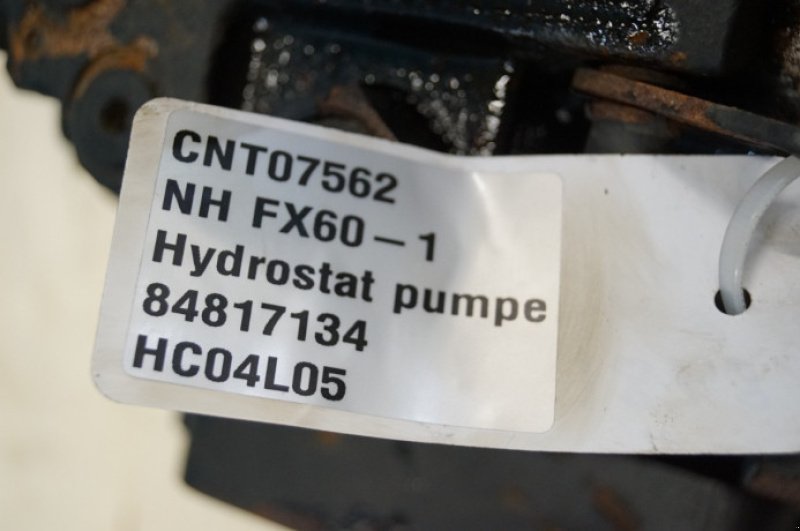 CNT07562
NH FX60-1
Hydrostat pumpe
84817134
HC04L05